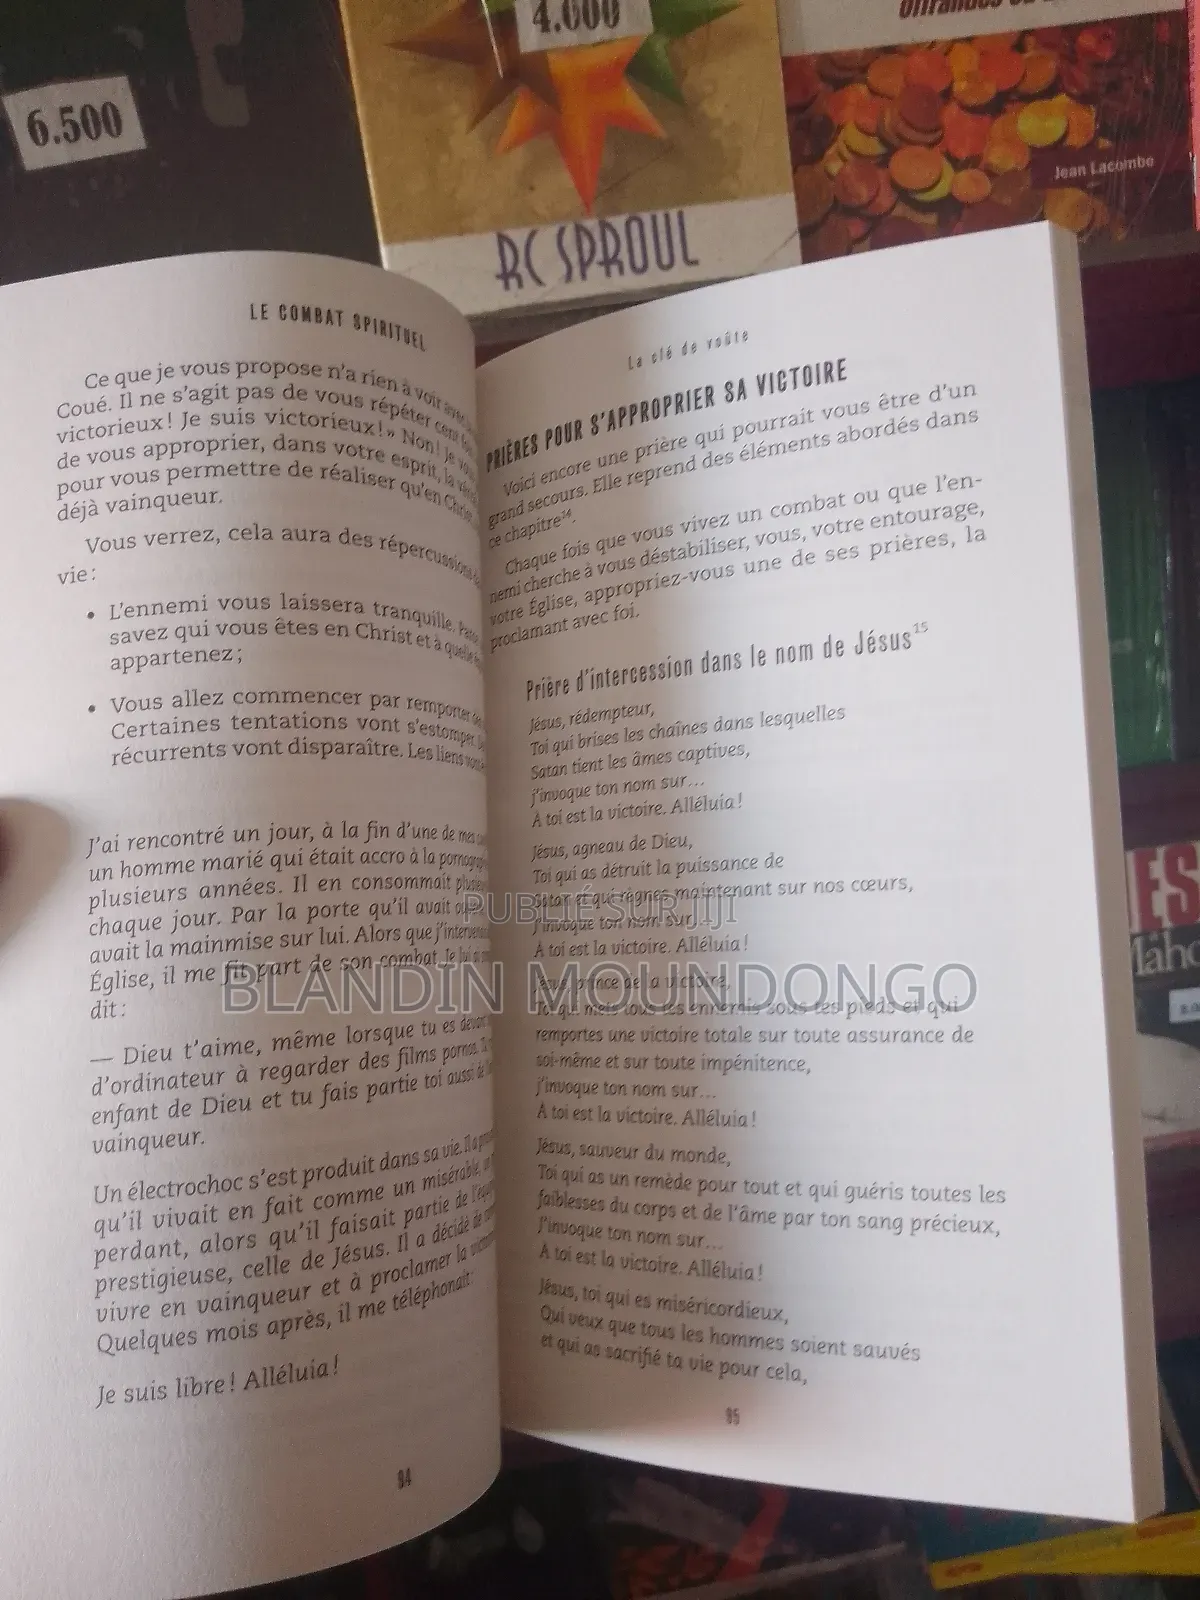 6.500
4.000
Jean Lacombe
RC SPROUL
LE COMBAT SPIRITUEL
Ce que je vous propose n'a rien à voir avec
Coué. Il ne s'agit pas de vous répéter cent
victorieux! Je suis victorieux!» Non! Je
de vous approprier, dans votre esprit, la
pour vous permettre de réaliser qu'en Christ
déjà vainqueur.
Vous verrez, cela aura des répercussions
vie :
• L'ennemi vous laissera tranquille.
savez qui vous êtes en Christ et à quelle
appartenez ;
• Vous allez commencer par remporter
Certaines tentations vont s'estomper.
récurrents vont disparaître. Les liens
J'ai rencontré un jour, à la fin d'une de mes
un homme marié qui était accro à la
plusieurs années. Il en consommait
chaque jour. Par la porte qu'il avait
avait la mainmise sur lui. Alors que
Église, il me fit part de son combat. Je lui ai
dit :
— Dieu t'aime, même lorsque tu es
d'ordinateur à regarder des films pornos.
enfant de Dieu et tu fais partie toi aussi de
vainqueur.
Un électrochoc s'est produit dans sa vie. Il a
qu'il vivait en fait comme un misérable,
perdant, alors qu'il faisait partie de
prestigieuse, celle de Jésus. Il a décidé de
vivre en vainqueur et à proclamer la
Quelques mois après, il me téléphonait:
Je suis libre! Alléluia!
94
La clé de voûte
PRIÈRES POUR S'APPROPRIER SA VICTOIRE
Voici encore une prière qui pourrait vous être d'un
grand secours. Elle reprend des éléments abordés dans
ce chapitre14.
Chaque fois que vous vivez un combat ou que l'en-
nemi cherche à vous déstabiliser, vous, votre entourage,
votre Église, appropriez-vous une de ses prières, la
proclamant avec foi.
Prière d'intercession dans le nom de Jésus15
Jésus, rédempteur,
Toi qui brises les chaînes dans lesquelles
Satan tient les âmes captives,
j'invoque ton nom sur...
À toi est la victoire. Alléluia!
Jésus, agneau de Dieu,
Toi qui as détruit la puissance de
Satan et qui règnes maintenant sur nos cœurs,
j'invoque ton nom sur...
À toi est la victoire. Alléluia!
Jésus, prince de la victoire,
Toi qui mets tous tes ennemis sous tes pieds et qui
remportes une victoire totale sur toute assurance de
soi-même et sur toute impénitence,
j'invoque ton nom sur...
À toi est la victoire. Alléluia!
Jésus, sauveur du monde,
Toi qui as un remède pour tout et qui guéris toutes les
faiblesses du corps et de l'âme par ton sang précieux,
J'invoque ton nom sur...
À toi est la victoire. Alléluia!
Jésus, toi qui es miséricordieux,
Qui veux que tous les hommes soient sauvés
et qui as sacrifié ta vie pour cela,
95
PUBLIÉ SUR JIJI
BLANDIN MOUNDONGO